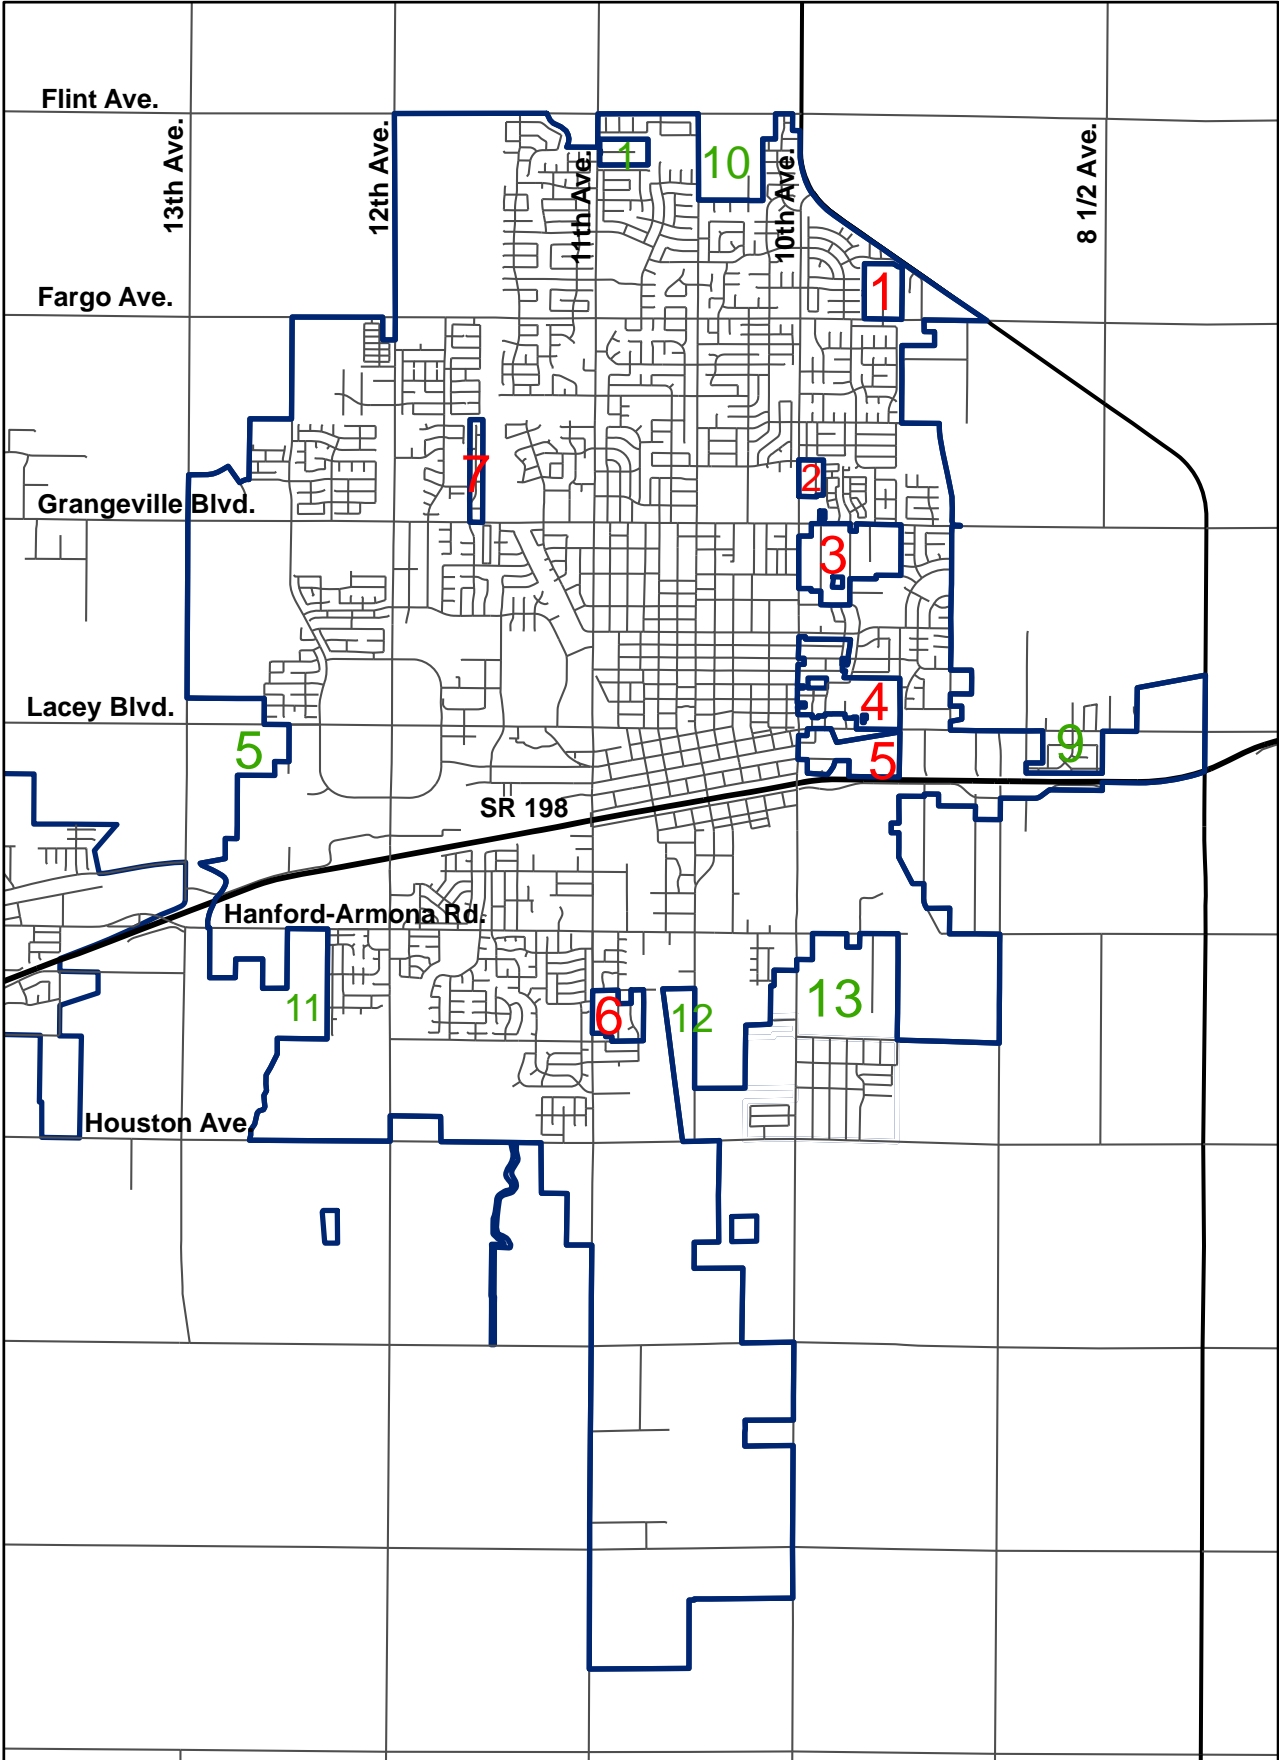 Flint Ave.
13th Ave.
12th Ave.
11th Ave.
10th Ave.
8 1/2 Ave.
1
10
1
Fargo Ave.
7
2
Grangeville Blvd.
3
4
Lacey Blvd.
5
9
5
SR 198
Hanford-Armona Rd.
11
6
12
13
Houston Ave.